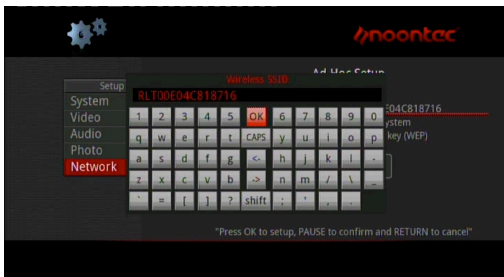 noontec
Ad-Hoc Setup
Setup
System
Video
Audio
Photo
Network
Wireless SSID
RLT00E04C818716
1 2 3 4 5 OK 6 7 8 9 0
q w e r t CAPS y u i o p
a s d f g <- h j k l -
z x c v b -> n m / \ _
` = [ ] ? shift ; ' , .
E04C818716
ystem
key (WEP)
"Press OK to setup, PAUSE to confirm and RETURN to cancel"